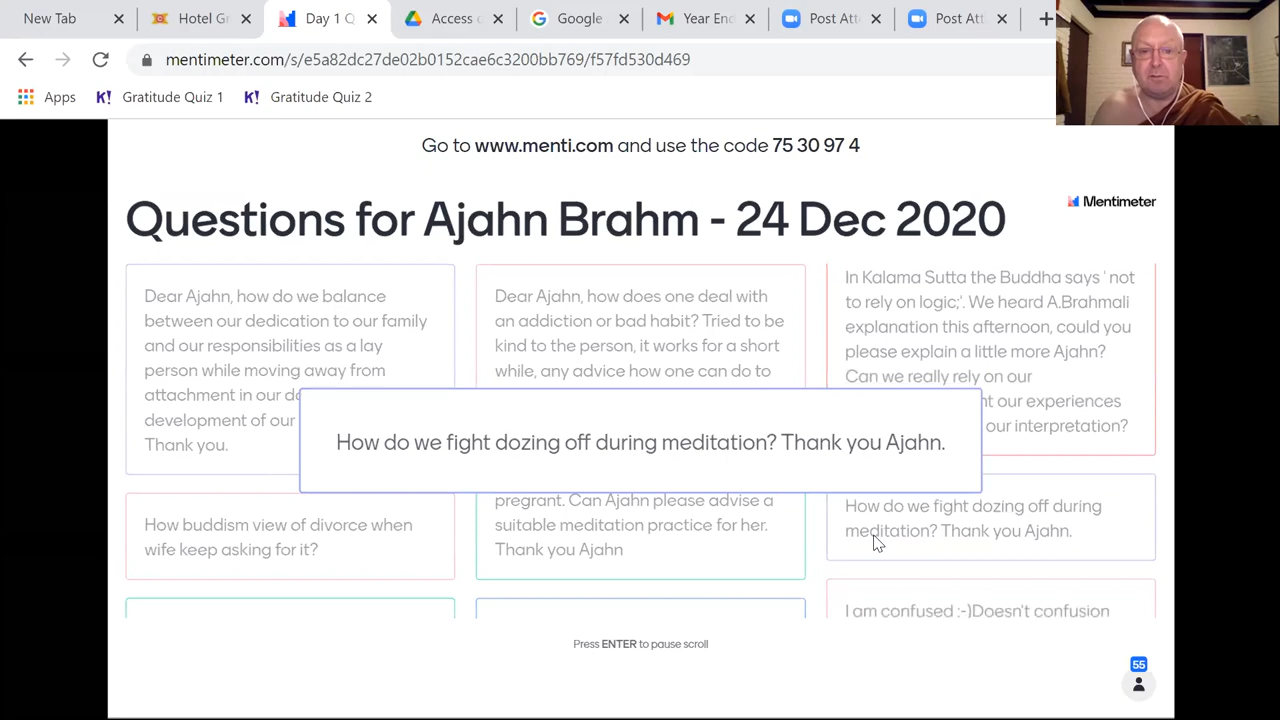 New Tab
Hotel Gr
Day 1 Q
Access c
Google
Year End
Post Att
Post Att
mentimeter.com/s/e5a82dc27de02b0152cae6c3200bb769/f57fd530d469
Apps
K! Gratitude Quiz 1
K! Gratitude Quiz 2
Go to www.menti.com and use the code 75 30 97 4
Questions for Ajahn Brahm - 24 Dec 2020
Mentimeter
Dear Ajahn, how do we balance
between our dedication to our family
and our responsibilities as a lay
person while moving away from
attachment in our d
development of our
Thank you.
How buddism view of divorce when
wife keep asking for it?
Dear Ajahn, how does one deal with
an addiction or bad habit? Tried to be
kind to the person, it works for a short
while, any advice how one can do to
pregrant. Can Ajahn please advise a
suitable meditation practice for her.
Thank you Ajahn
In Kalama Sutta the Buddha says ' not
to rely on logic;'. We heard A.Brahmali
explanation this afternoon, could you
please explain a little more Ajahn?
Can we really rely on our
nt our experiences
our interpretation?
How do we fight dozing off during meditation? Thank you Ajahn.
How do we fight dozing off during
meditation? Thank you Ajahn.
I am confused :-)Doesn't confusion
Press ENTER to pause scroll
55